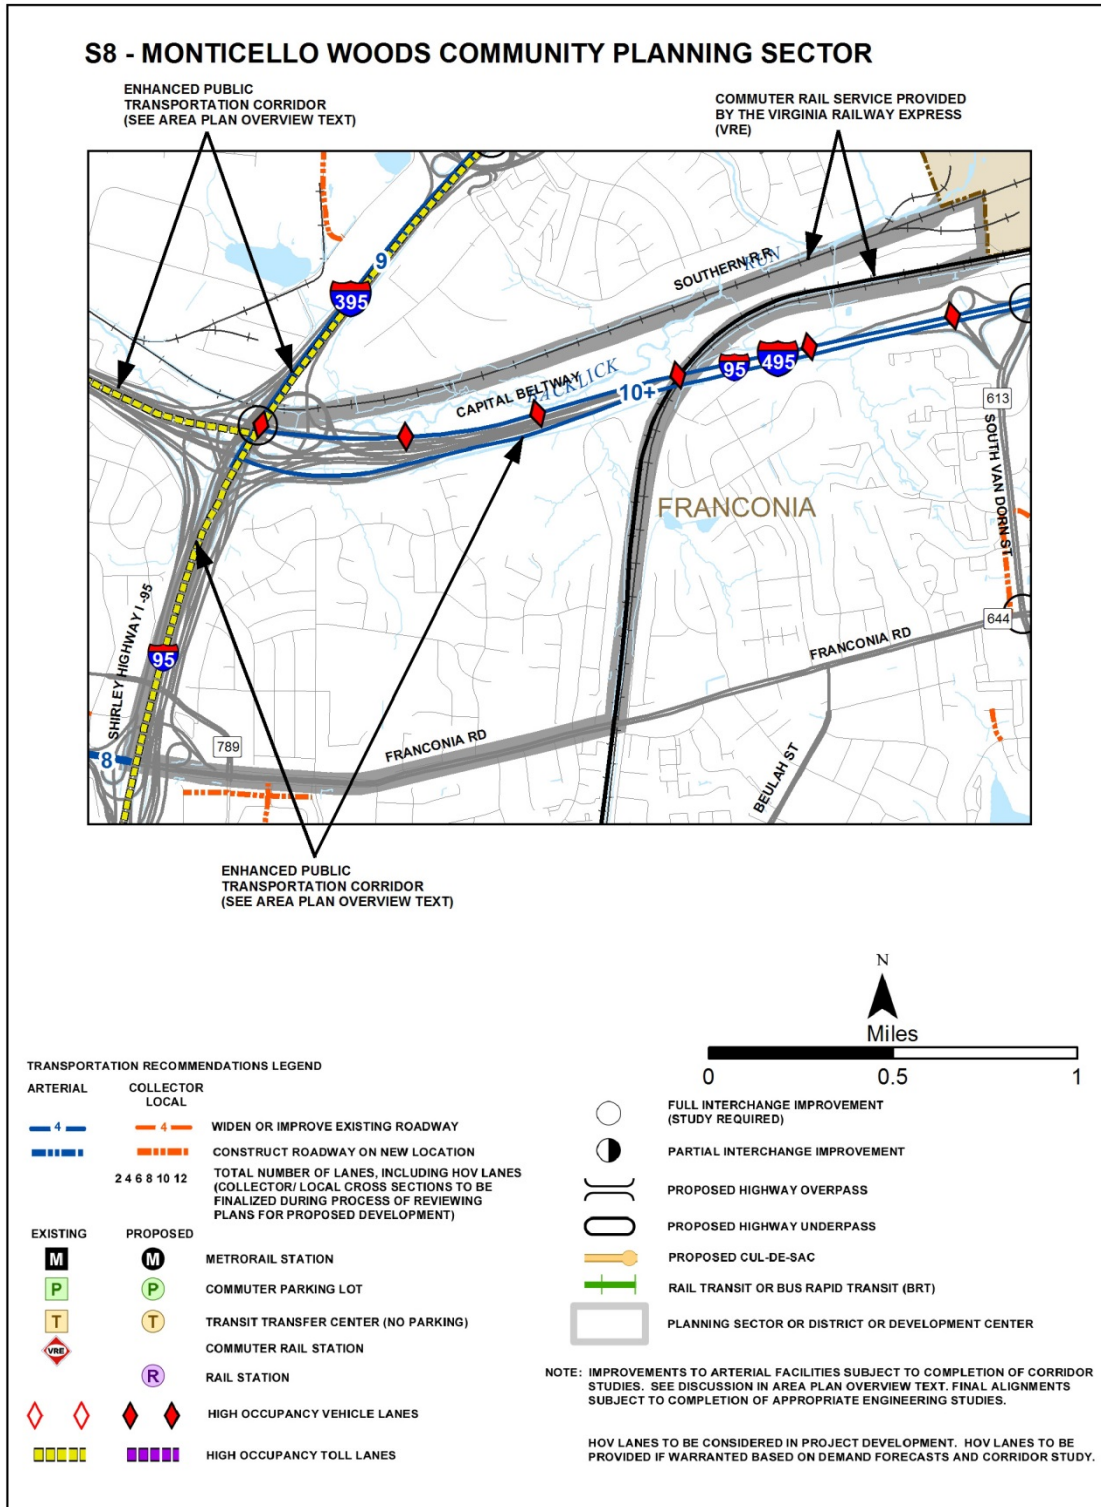 S8 - MONTICELLO WOODS COMMUNITY PLANNING SECTOR
ENHANCED PUBLIC
TRANSPORTATION CORRIDOR
(SEE AREA PLAN OVERVIEW TEXT)
COMMUTER RAIL SERVICE PROVIDED
BY THE VIRGINIA RAILWAY EXPRESS
(VRE)
9
395
SOUTHERN R.R.
RUN
CAPITAL BELTWAY
BACKLICK
10+
95
495
613
SOUTH VAN DORN ST
FRANCONIA
SHIRLEY HIGHWAY I -95
95
644
FRANCONIA RD
789
FRANCONIA RD
8
BEULAH ST
ENHANCED PUBLIC
TRANSPORTATION CORRIDOR
(SEE AREA PLAN OVERVIEW TEXT)
N
Miles
0 0.5 1
TRANSPORTATION RECOMMENDATIONS LEGEND
ARTERIAL COLLECTOR
LOCAL
4 4 WIDEN OR IMPROVE EXISTING ROADWAY
CONSTRUCT ROADWAY ON NEW LOCATION
2 4 6 8 10 12 TOTAL NUMBER OF LANES, INCLUDING HOV LANES
(COLLECTOR/ LOCAL CROSS SECTIONS TO BE
FINALIZED DURING PROCESS OF REVIEWING
PLANS FOR PROPOSED DEVELOPMENT)
EXISTING PROPOSED
M M METRORAIL STATION
P P COMMUTER PARKING LOT
T T TRANSIT TRANSFER CENTER (NO PARKING)
VRE COMMUTER RAIL STATION
R RAIL STATION
HIGH OCCUPANCY VEHICLE LANES
HIGH OCCUPANCY TOLL LANES
FULL INTERCHANGE IMPROVEMENT
(STUDY REQUIRED)
PARTIAL INTERCHANGE IMPROVEMENT
PROPOSED HIGHWAY OVERPASS
PROPOSED HIGHWAY UNDERPASS
PROPOSED CUL-DE-SAC
RAIL TRANSIT OR BUS RAPID TRANSIT (BRT)
PLANNING SECTOR OR DISTRICT OR DEVELOPMENT CENTER
NOTE: IMPROVEMENTS TO ARTERIAL FACILITIES SUBJECT TO COMPLETION OF CORRIDOR
STUDIES. SEE DISCUSSION IN AREA PLAN OVERVIEW TEXT. FINAL ALIGNMENTS
SUBJECT TO COMPLETION OF APPROPRIATE ENGINEERING STUDIES.
HOV LANES TO BE CONSIDERED IN PROJECT DEVELOPMENT. HOV LANES TO BE
PROVIDED IF WARRANTED BASED ON DEMAND FORECASTS AND CORRIDOR STUDY.